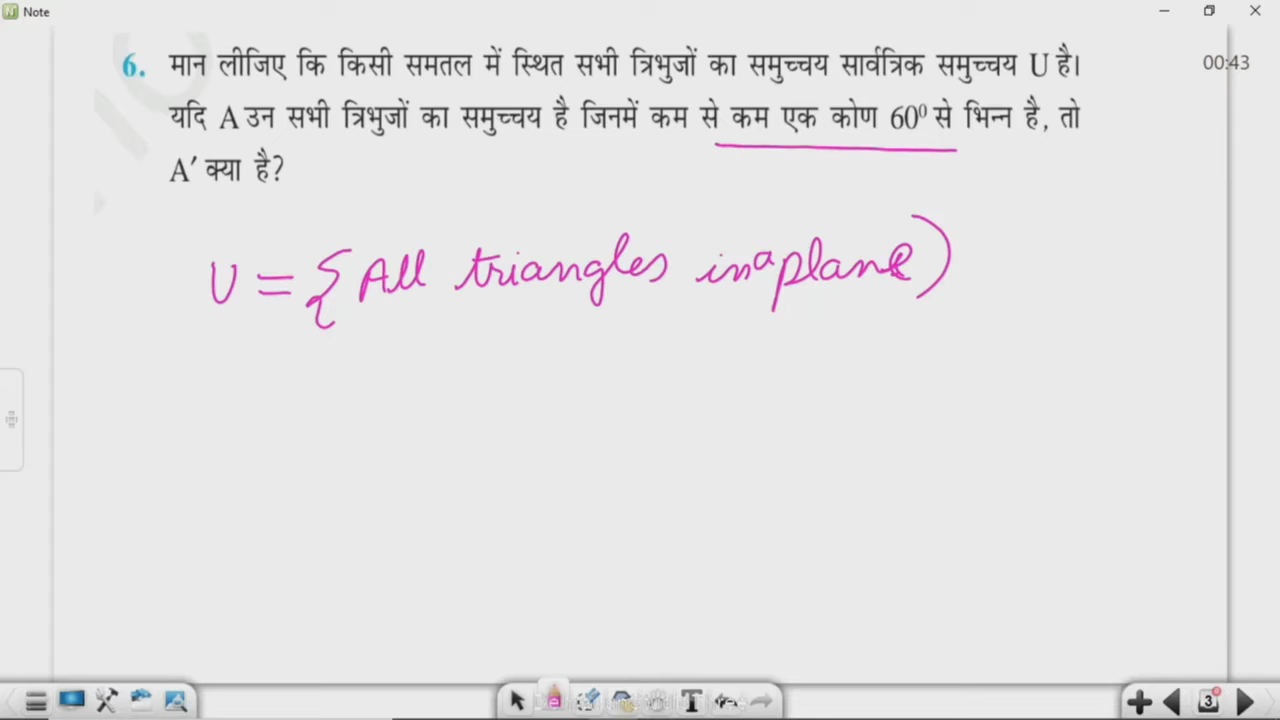 Note
00:43
6. मान लीजिए कि किसी समतल में स्थित सभी त्रिभुजों का समुच्चय सार्वत्रिक समुच्चय U है।
यदि A उन सभी त्रिभुजों का समुच्चय है जिनमें कम से कम एक कोण 60⁰ से भिन्न है, तो
A′ क्या है?
U = {All triangles in a plane)
T
3